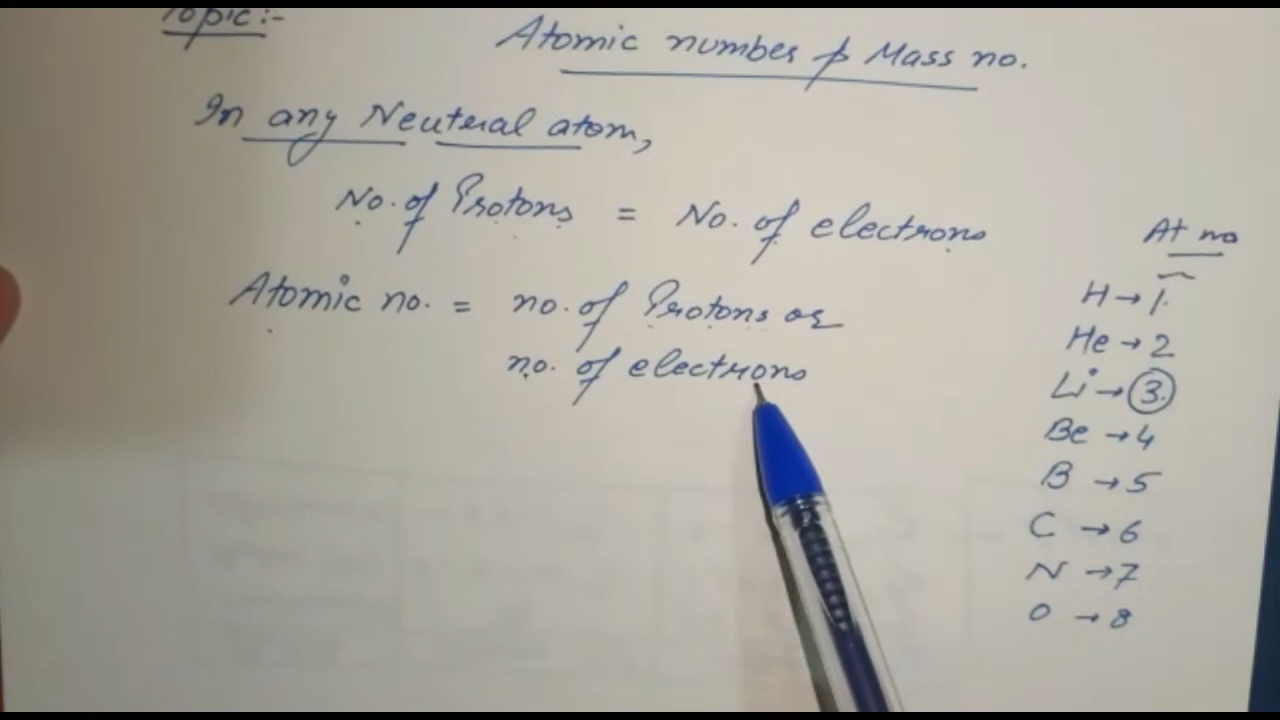 Topic:-
Atomic number & Mass no.
In any Neutral atom,
No. of Protons = No. of electrons
Atomic no. = no. of Protons or
no. of electrons
At no
H → 1.
He → 2
Li → 3.
Be → 4
B → 5
C → 6
N → 7
O → 8